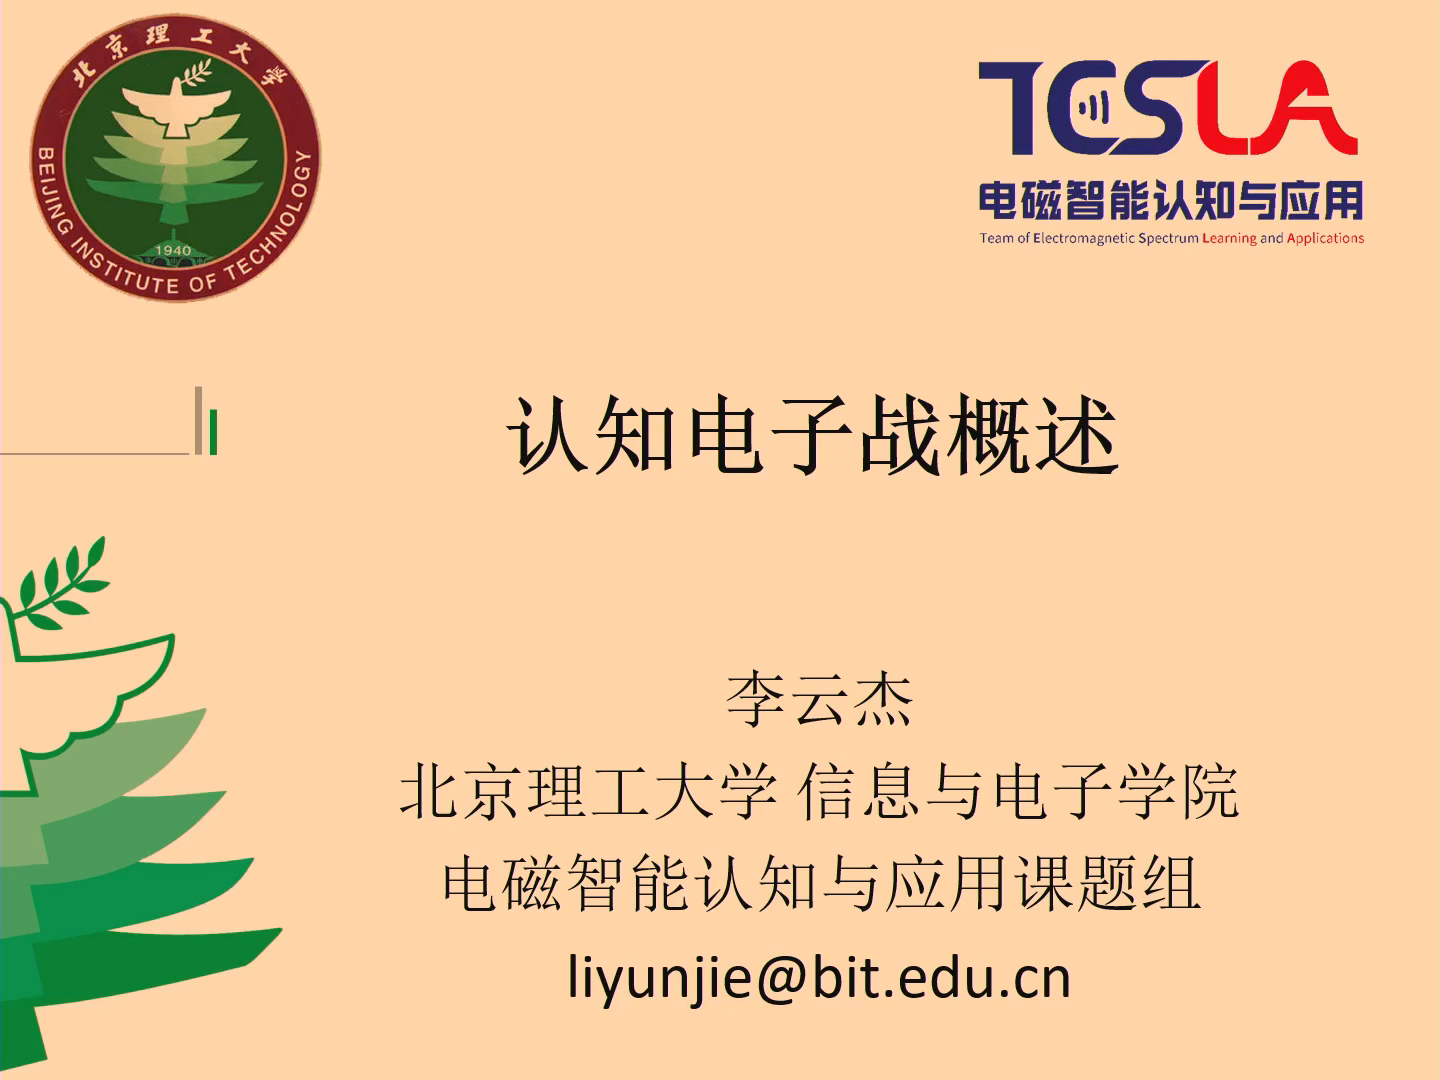 北京理工大学
BEIJING INSTITUTE OF TECHNOLOGY
1940
TCSLA
电磁智能认知与应用
Team of Electromagnetic Spectrum Learning and Applications
认知电子战概述
李云杰
北京理工大学 信息与电子学院
电磁智能认知与应用课题组
liyunjie@bit.edu.cn